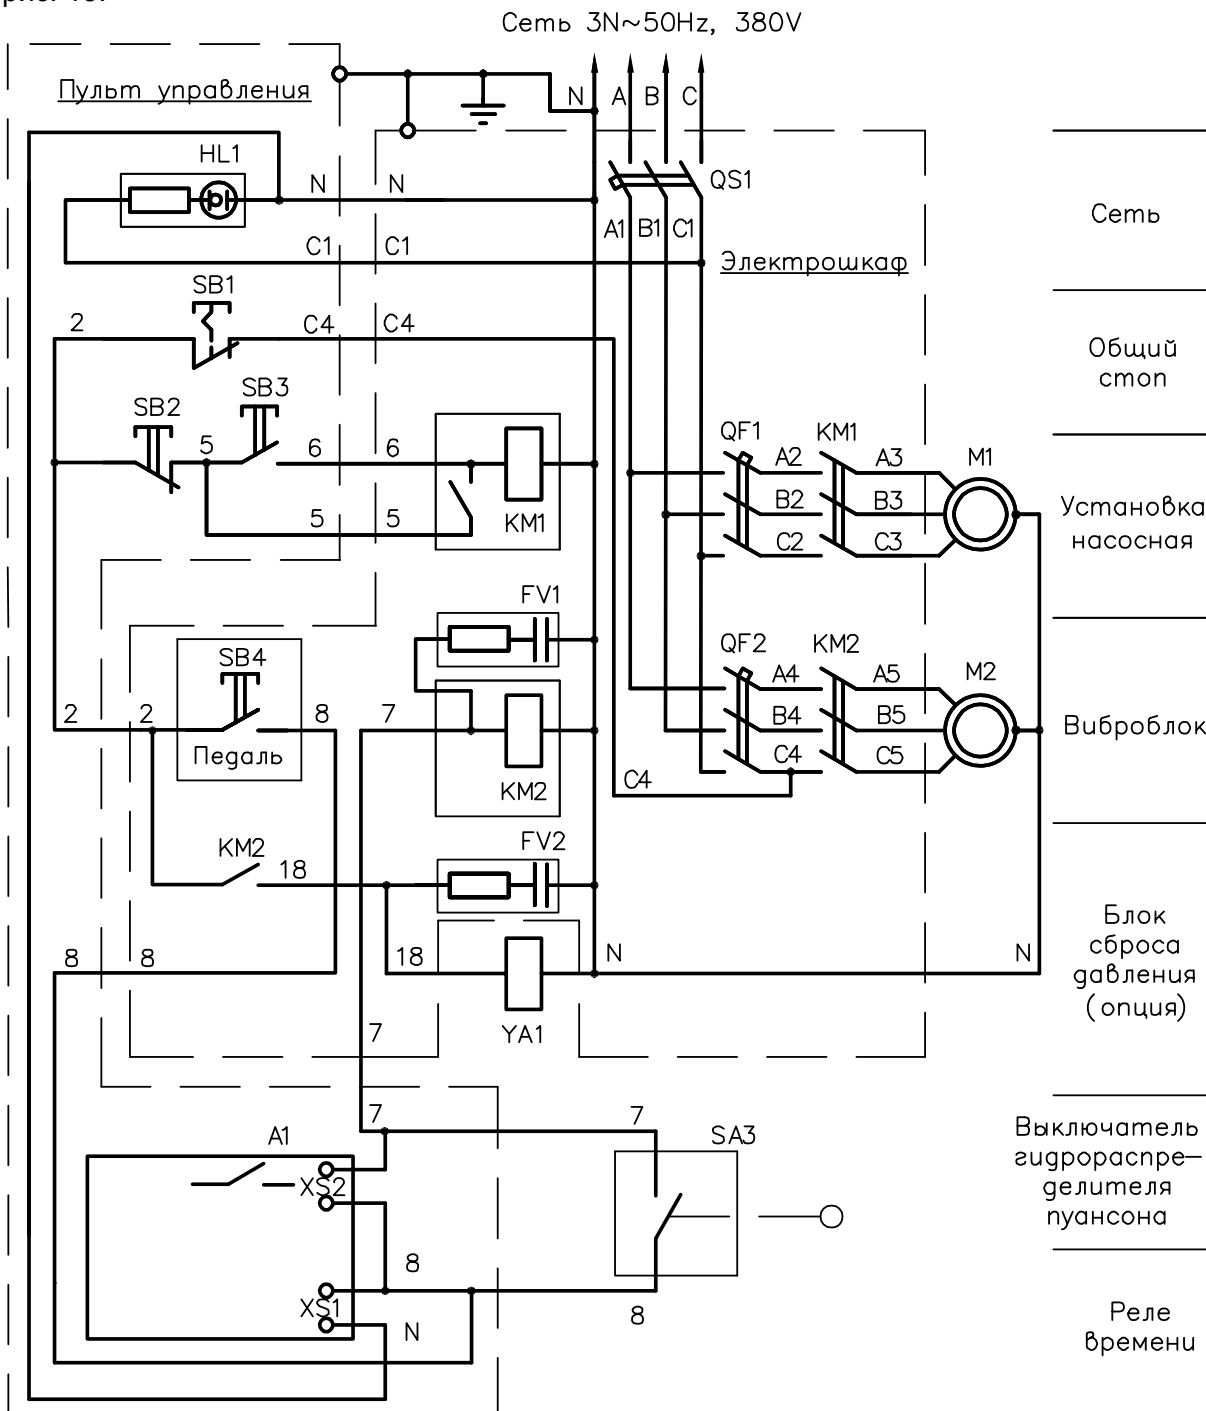 Сеть 3N~50Hz, 380V
Пульт управления
N A B C
HL1
QS1
N N
A1 B1 C1
Сеть
C1 C1
Электрошкаф
SB1
2 C4 C4
Общий
стоп
SB3
SB2
5 6 6
QF1 KM1
A2 A3 M1
B2 B3
C2 C3
5 5 KM1
Установка
насосная
FV1
SB4
QF2 KM2
A4 A5 M2
2 2 8 7
B4 B5
Виброблок
Педаль
C4 C5
KM2
C4
KM2
18
FV2
Блок
сброса
давления
(опция)
8 8
18
N N
YA1
7
7 7
A1
SA3
Выключатель
гидрораспре-
делителя
пуансона
XS2
8
XS1
N
8
Реле
времени